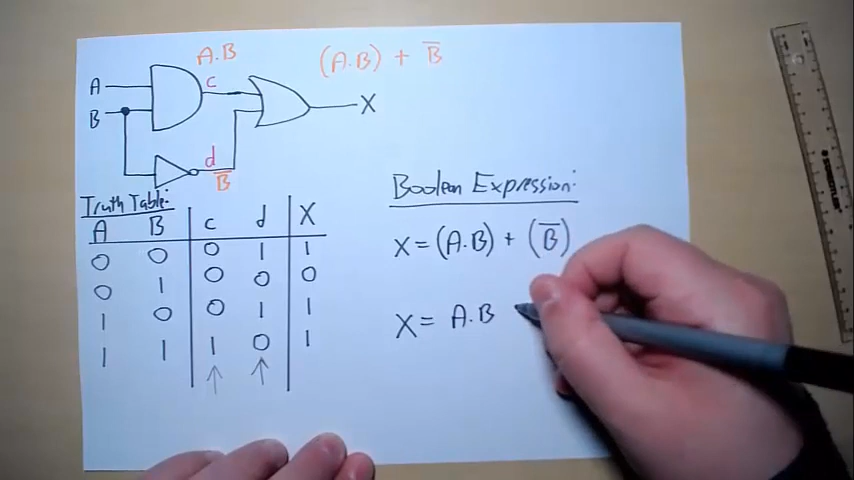 A.B (A.B) + B̅
A c
B X
d
B̅
Truth Table:
A B c d X
0 0 0 1 1
0 1 0 0 0
1 0 0 1 1
1 1 1 0 1
Boolean Expression:
X = (A.B) + (B̅)
X = A.B
STAEDTLER